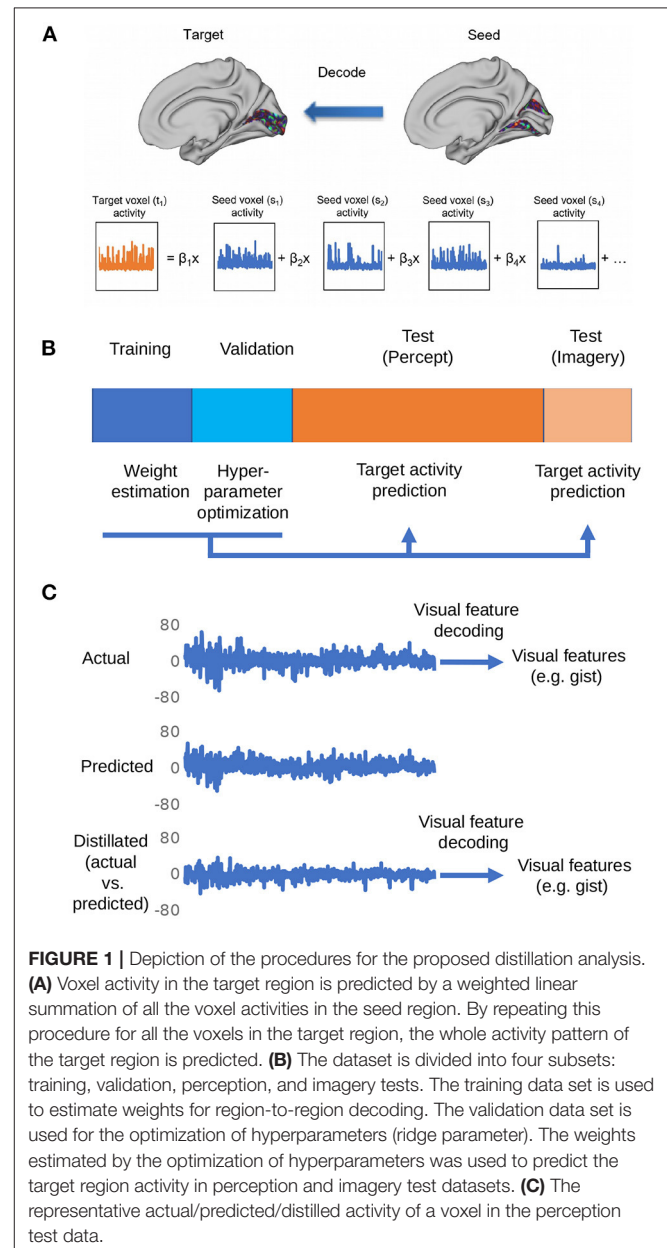 A
Target
Seed
Decode
Target voxel (t₁) activity
Seed voxel (s₁) activity
Seed voxel (s₂) activity
Seed voxel (s₃) activity
Seed voxel (s₄) activity
= β₁x + β₂x + β₃x + β₄x + ...
B
Training
Validation
Test (Percept)
Test (Imagery)
Weight estimation
Hyper-parameter optimization
Target activity prediction
Target activity prediction
C
80
Actual
0
-80
Visual feature decoding
Visual features (e.g. gist)
80
Predicted
0
-80
Distillated (actual vs. predicted)
80
0
-80
Visual feature decoding
Visual features (e.g. gist)
FIGURE 1 | Depiction of the procedures for the proposed distillation analysis.
(A) Voxel activity in the target region is predicted by a weighted linear
summation of all the voxel activities in the seed region. By repeating this
procedure for all the voxels in the target region, the whole activity pattern of
the target region is predicted. (B) The dataset is divided into four subsets:
training, validation, perception, and imagery tests. The training data set is used
to estimate weights for region-to-region decoding. The validation data set is
used for the optimization of hyperparameters (ridge parameter). The weights
estimated by the optimization of hyperparameters was used to predict the
target region activity in perception and imagery test datasets. (C) The
representative actual/predicted/distilled activity of a voxel in the perception
test data.